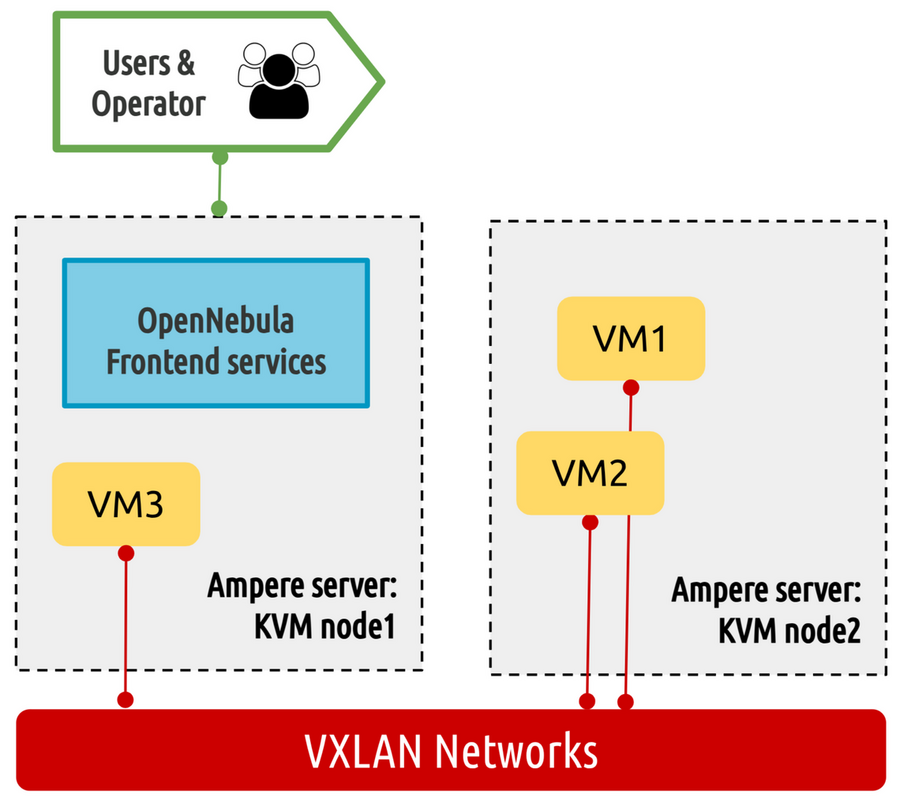 Users &
Operator
OpenNebula
Frontend services
VM3
Ampere server:
KVM node1
VM1
VM2
Ampere server:
KVM node2
VXLAN Networks